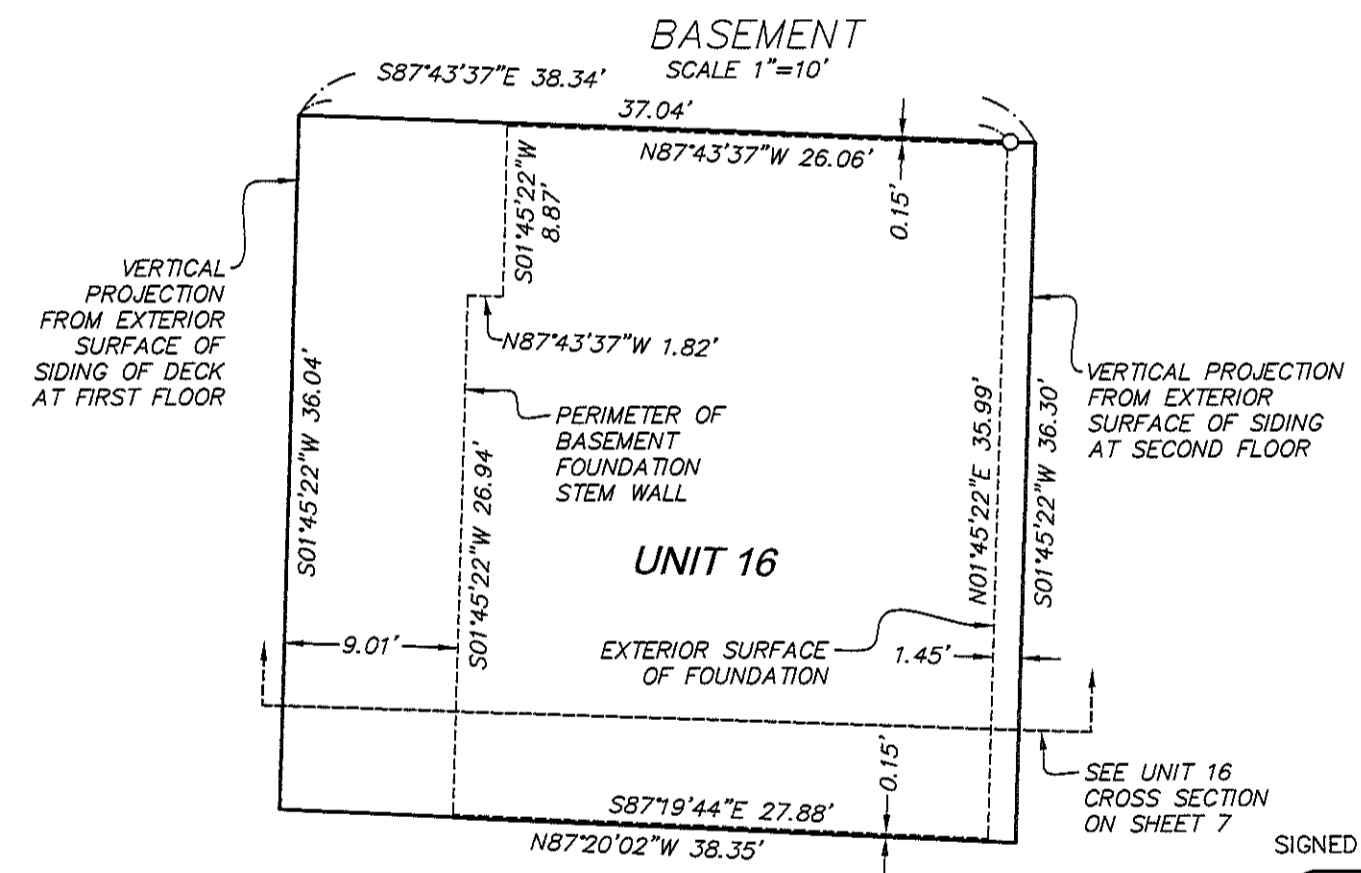 BASEMENT
SCALE 1"=10'
S87°43'37"E 38.34'
37.04'
N87°43'37"W 26.06'
0.15'
S01°45'22"W
8.87'
VERTICAL
PROJECTION
FROM EXTERIOR
SURFACE OF
SIDING OF DECK
AT FIRST FLOOR
S01°45'22"W 36.04'
N87°43'37"W 1.82'
PERIMETER OF
BASEMENT
FOUNDATION
STEM WALL
S01°45'22"W 26.94'
N01°45'22"E 35.99'
S01°45'22"W 36.30'
VERTICAL PROJECTION
FROM EXTERIOR
SURFACE OF SIDING
AT SECOND FLOOR
UNIT 16
9.01'
EXTERIOR SURFACE
OF FOUNDATION
1.45'
0.15'
S87°19'44"E 27.88'
N87°20'02"W 38.35'
SEE UNIT 16
CROSS SECTION
ON SHEET 7
SIGNED